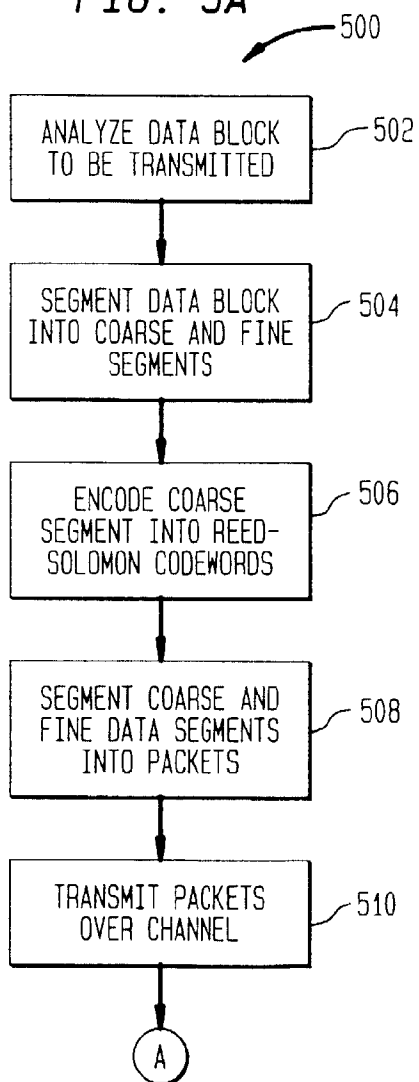 FIG. 5A
500
ANALYZE DATA BLOCK
TO BE TRANSMITTED
502
SEGMENT DATA BLOCK
INTO COARSE AND FINE
SEGMENTS
504
ENCODE COARSE
SEGMENT INTO REED-
SOLOMON CODEWORDS
506
SEGMENT COARSE AND
FINE DATA SEGMENTS
INTO PACKETS
508
TRANSMIT PACKETS
OVER CHANNEL
510
A